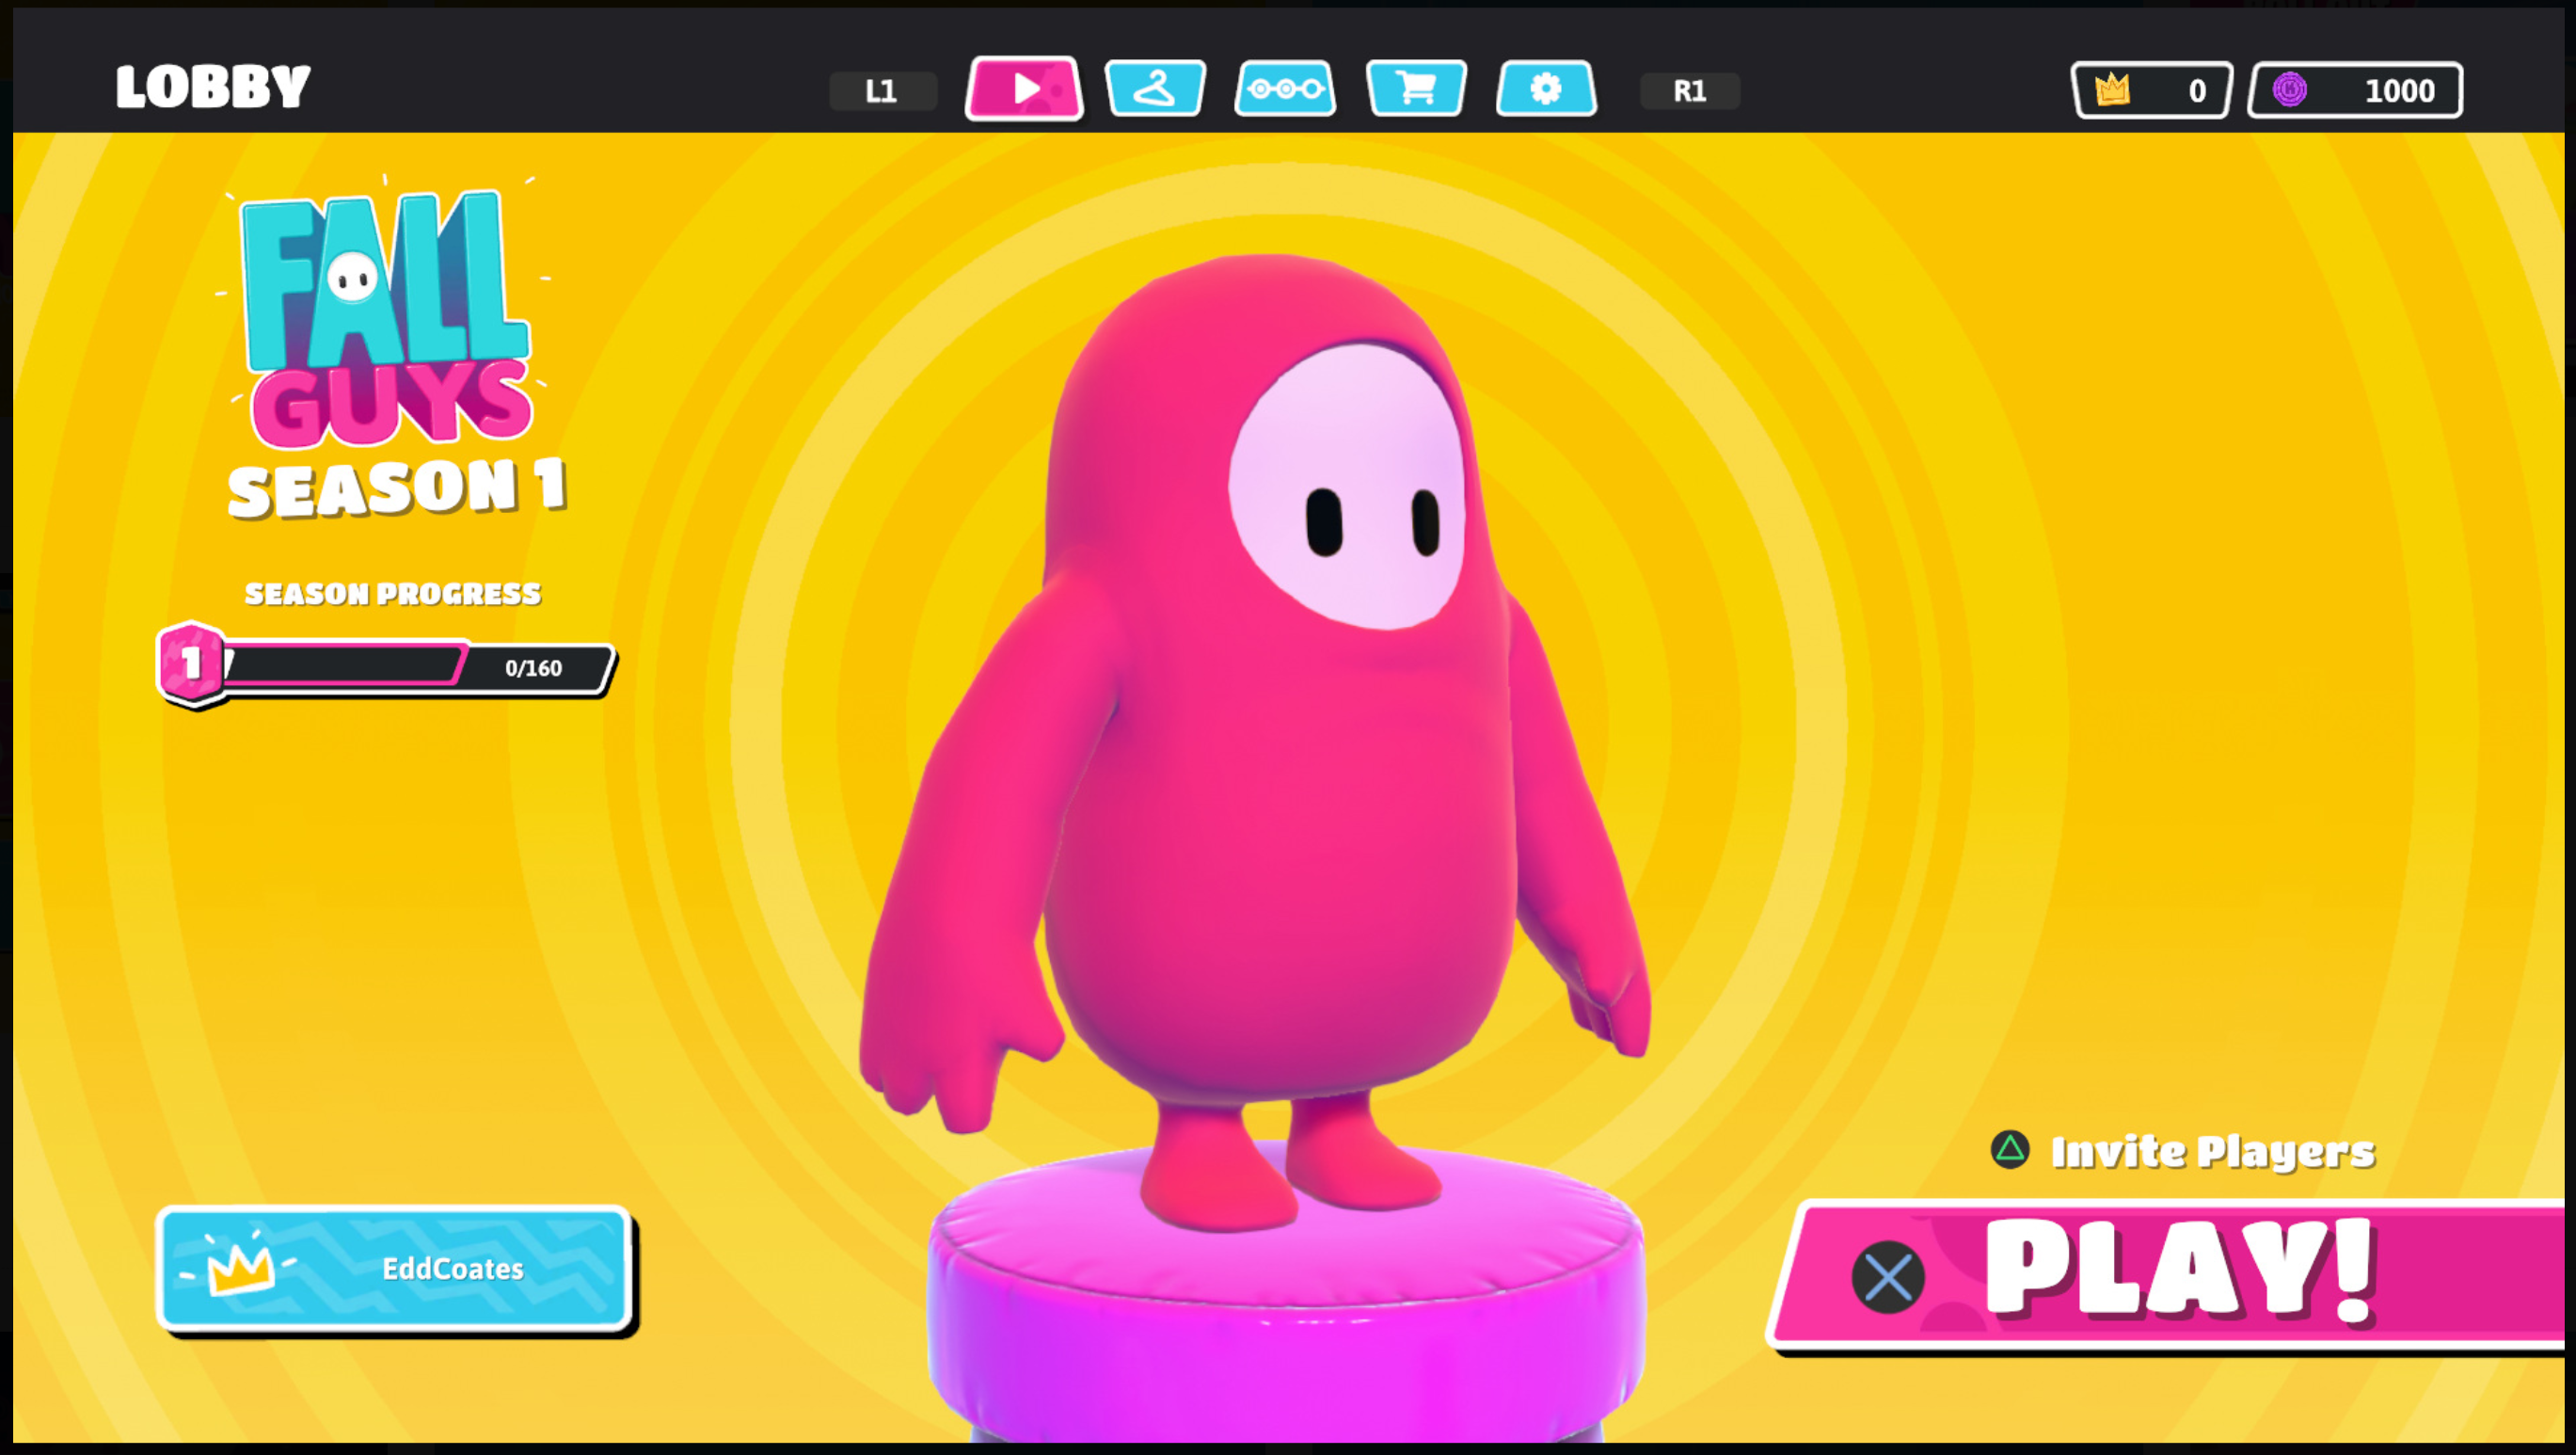 LOBBY
L1
R1
0
1000
FALL
GUYS
SEASON 1
SEASON PROGRESS
1
0/160
EddCoates
Invite Players
PLAY!